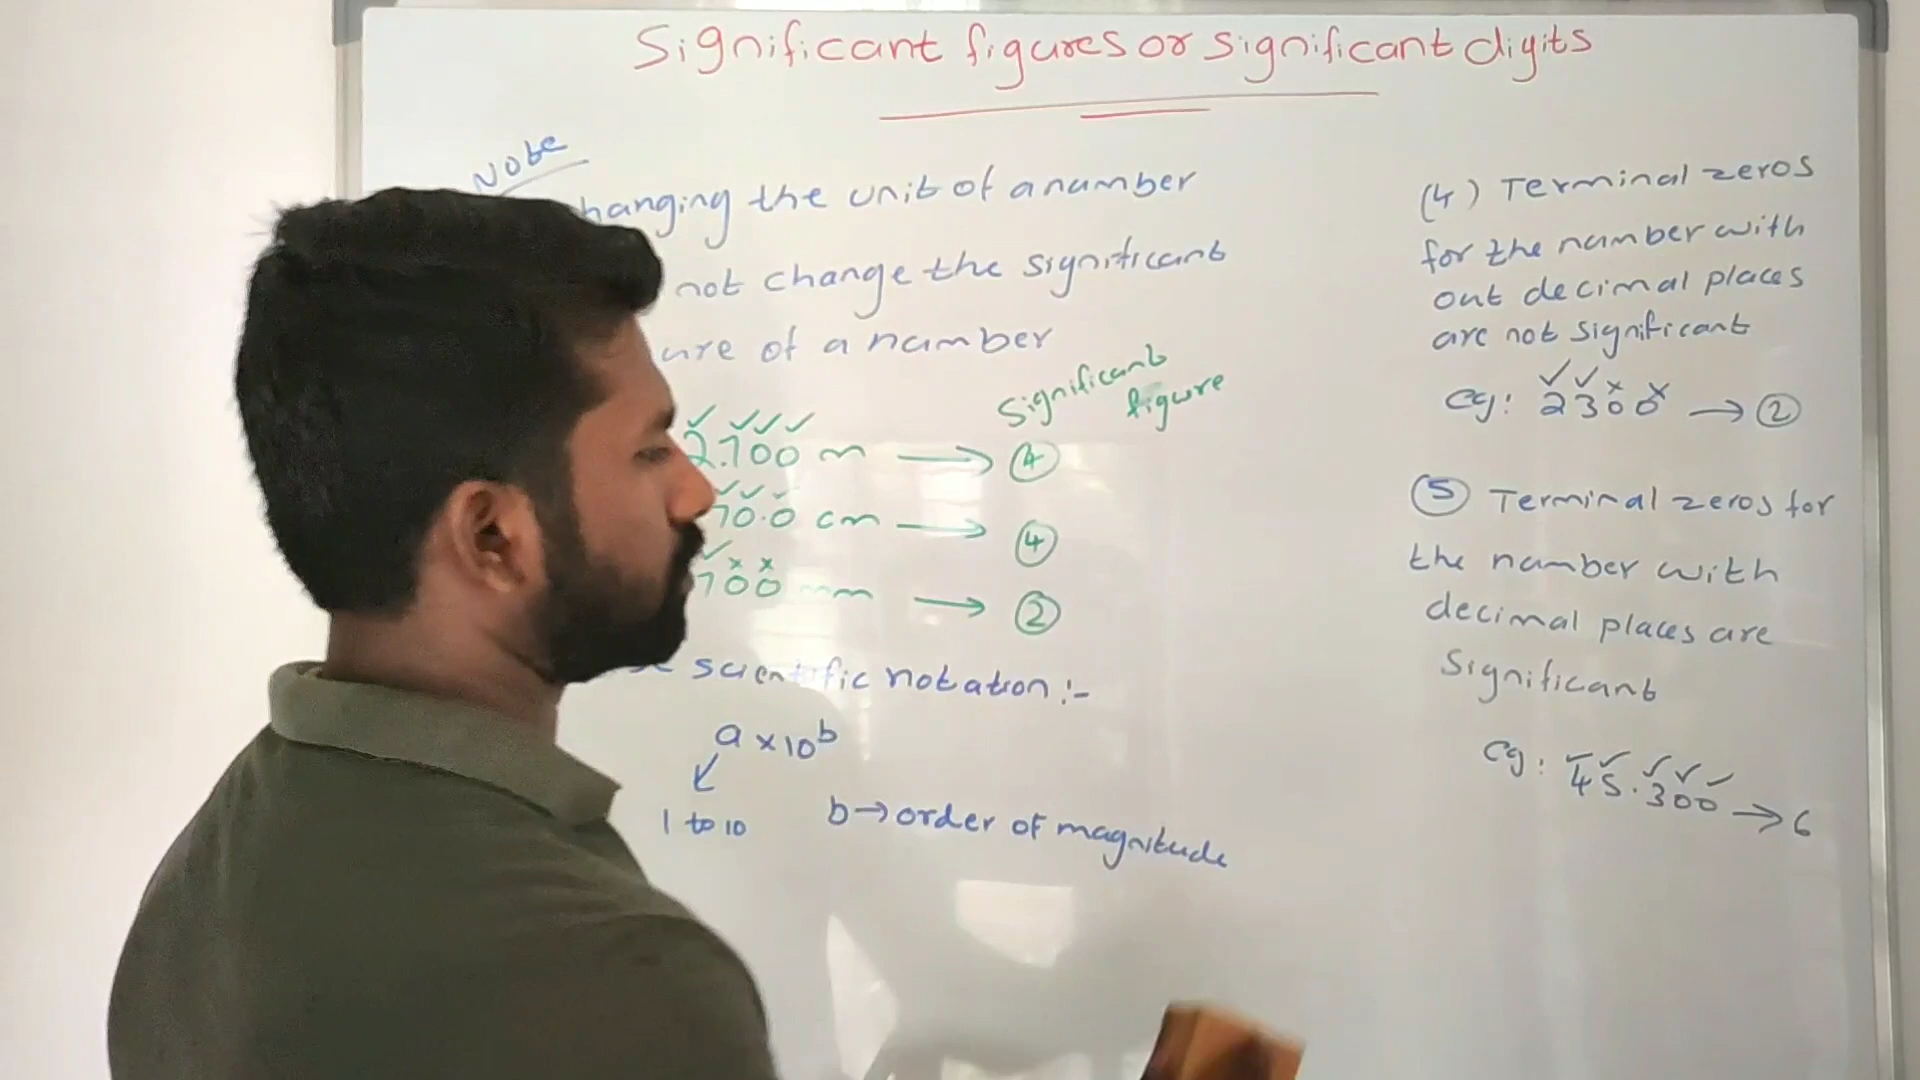 Significant figures or significant digits
Note
hanging the unit of a number
not change the significant
ure of a number
Significant
figure
2.700 m → 4
70.0 cm → 4
700 mm → 2
scientific notation :-
a × 10^b
1 to 10
b → order of magnitude
(4) Terminal zeros
for the number with
out decimal places
are not significant
eg: 2300 → 2
5 Terminal zeros for
the number with
decimal places are
Significant
eg: 45.300 → 6